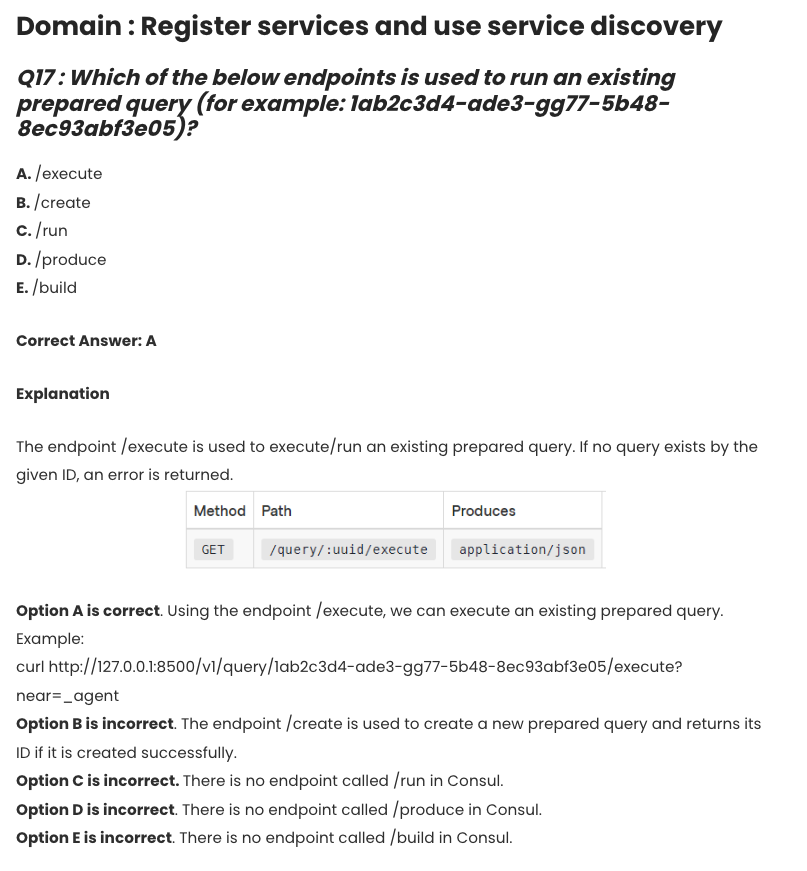 Domain : Register services and use service discovery
Q17 : Which of the below endpoints is used to run an existing
prepared query (for example: 1ab2c3d4-ade3-gg77-5b48-
8ec93abf3e05)?
A. /execute
B. /create
C. /run
D. /produce
E. /build
Correct Answer: A
Explanation
The endpoint /execute is used to execute/run an existing prepared query. If no query exists by the
given ID, an error is returned.
Method Path Produces
GET /query/:uuid/execute application/json
Option A is correct. Using the endpoint /execute, we can execute an existing prepared query.
Example:
curl http://127.0.0.1:8500/v1/query/1ab2c3d4-ade3-gg77-5b48-8ec93abf3e05/execute?
near=_agent
Option B is incorrect. The endpoint /create is used to create a new prepared query and returns its
ID if it is created successfully.
Option C is incorrect. There is no endpoint called /run in Consul.
Option D is incorrect. There is no endpoint called /produce in Consul.
Option E is incorrect. There is no endpoint called /build in Consul.